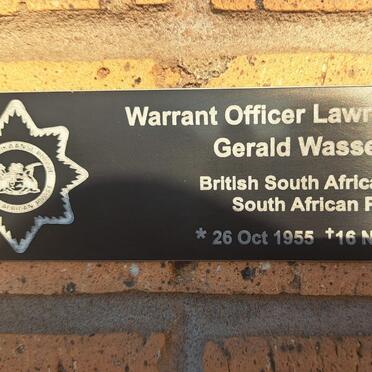 Warrant Officer Lawr
Gerald Wasse
British South Africa
South African P
* 26 Oct 1955 †16 N